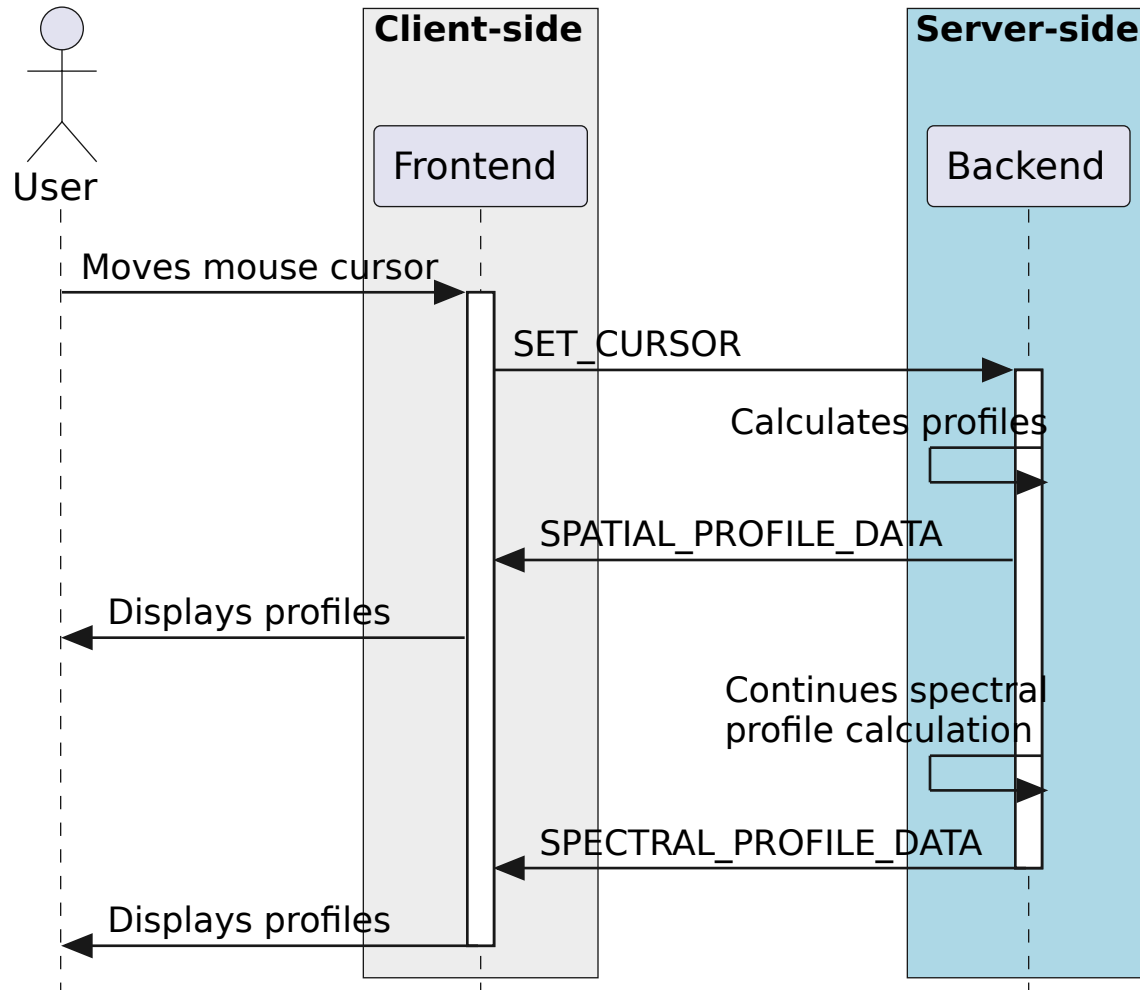 Client-side
Server-side
Frontend
Backend
User
Moves mouse cursor
SET_CURSOR
Calculates profiles
SPATIAL_PROFILE_DATA
Displays profiles
Continues spectral
profile calculation
SPECTRAL_PROFILE_DATA
Displays profiles